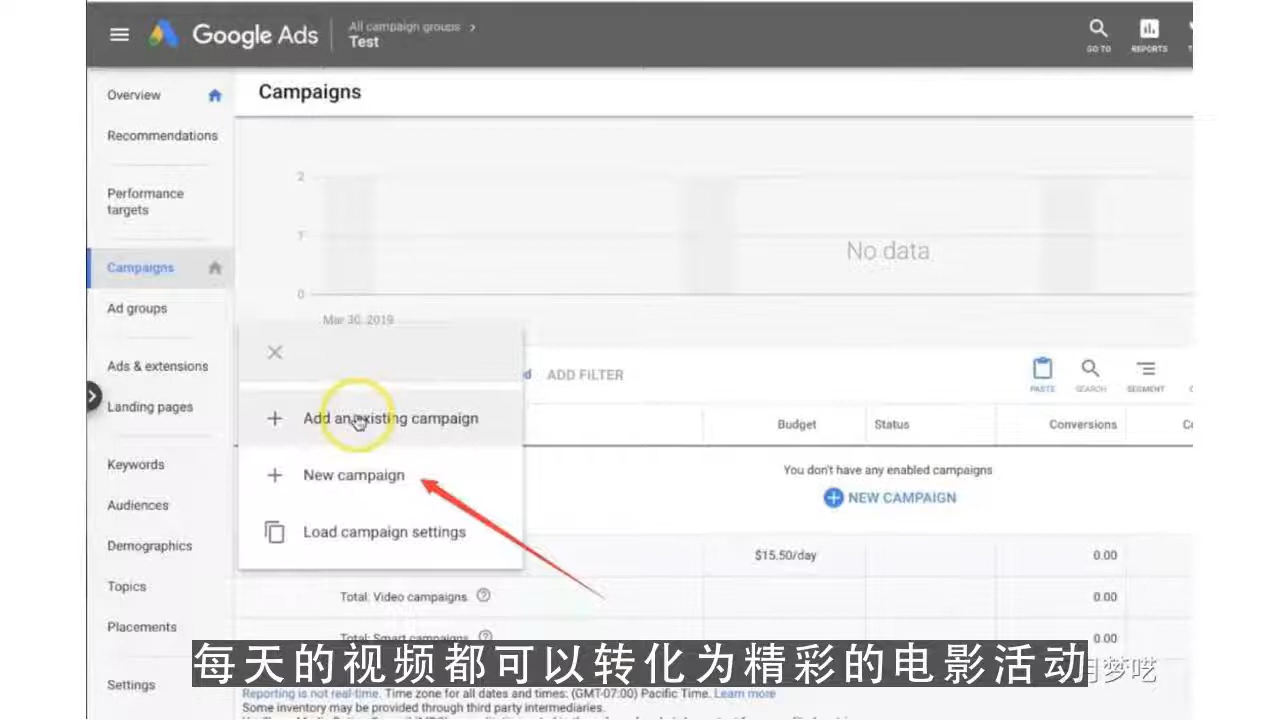 All campaign groups >
Google Ads
Test
GO TO
REPORTS
Overview
Campaigns
Recommendations
Performance
targets
2
1
No data
0
Mar 30, 2019
Campaigns
Ad groups
Ads & extensions
Landing pages
Keywords
Audiences
Demographics
Topics
Placements
Settings
ADD FILTER
PASTE
SEARCH
SEGMENT
Add an existing campaign
New campaign
Load campaign settings
Budget
Status
Conversions
You don't have any enabled campaigns
NEW CAMPAIGN
$15.50/day
0.00
Total: Video campaigns
0.00
Total: Smart campaigns
0.00
每天的视频都可以转化为精彩的电影活动
Reporting is not real-time. Time zone for all dates and times: (GMT-07:00) Pacific Time. Learn more
Some inventory may be provided through third party intermediaries.